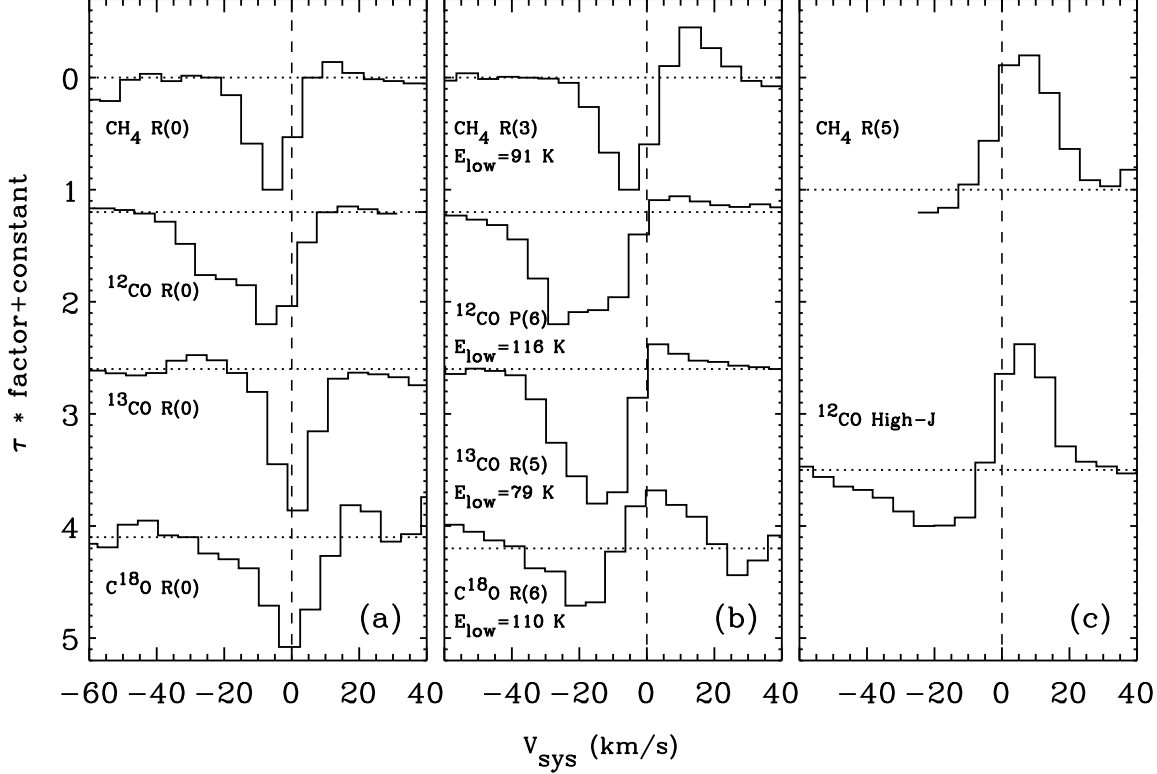 τ * factor+constant
0
1
2
3
4
5
CH4 R(0)
12CO R(0)
13CO R(0)
C18O R(0)
(a)
CH4 R(3)
Elow=91 K
12CO P(6)
Elow=116 K
13CO R(5)
Elow=79 K
C18O R(6)
Elow=110 K
(b)
CH4 R(5)
12CO High-J
(c)
-60 -40 -20 0 20 40
-40 -20 0 20 40
-40 -20 0 20 40
Vsys (km/s)